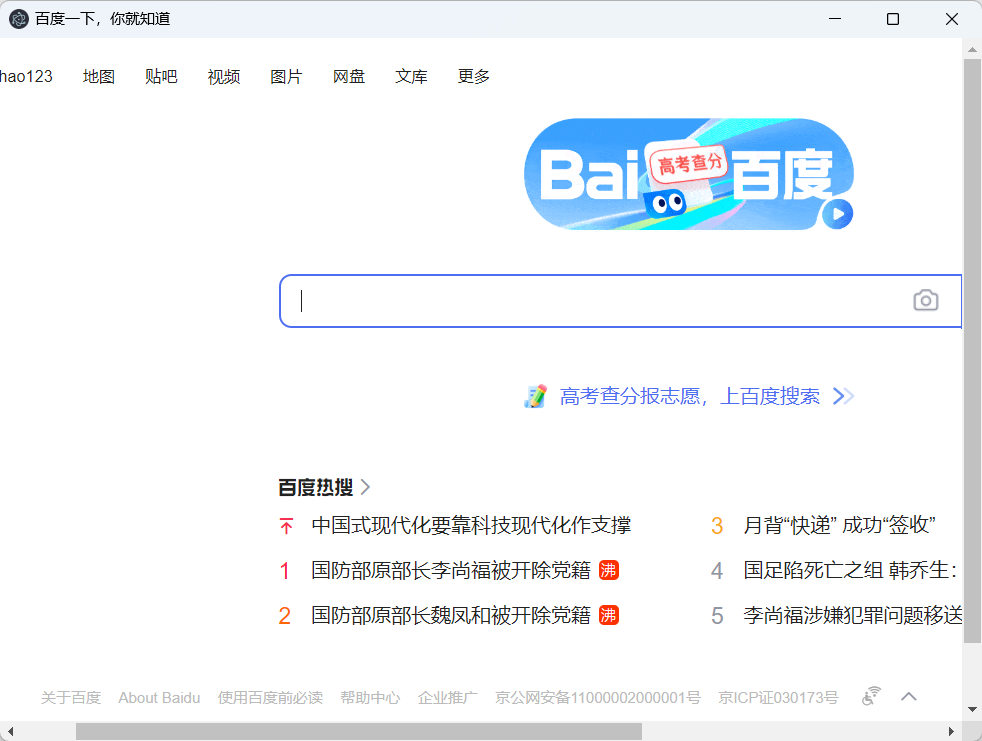 百度一下，你就知道
hao123 地图 贴吧 视频 图片 网盘 文库 更多
Bai 高考查分 百度
高考查分报志愿，上百度搜索
百度热搜
中国式现代化要靠科技现代化作支撑
1 国防部原部长李尚福被开除党籍 沸
2 国防部原部长魏凤和被开除党籍 沸
3 月背“快递” 成功“签收”
4 国足陷死亡之组 韩乔生：
5 李尚福涉嫌犯罪问题移送
关于百度 About Baidu 使用百度前必读 帮助中心 企业推广 京公网安备11000002000001号 京ICP证030173号